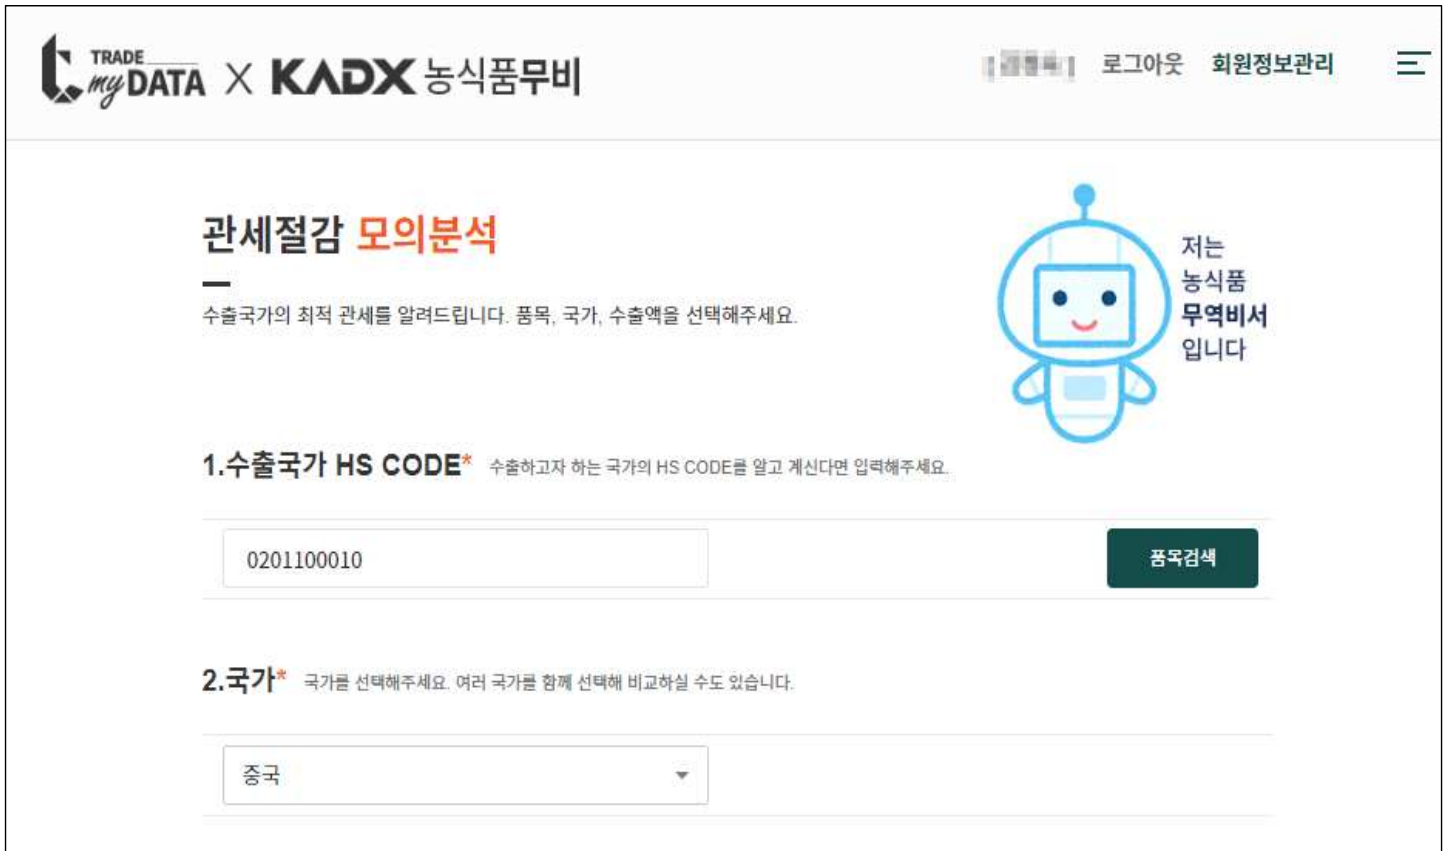 TRADE
my DATA X KADX 농식품무비
로그아웃 회원정보관리
관세절감 모의분석
수출국가의 최적 관세를 알려드립니다. 품목, 국가, 수출액을 선택해주세요.
저는
농식품
무역비서
입니다
1.수출국가 HS CODE* 수출하고자 하는 국가의 HS CODE를 알고 계신다면 입력해주세요.
0201100010
품목검색
2.국가* 국가를 선택해주세요. 여러 국가를 함께 선택해 비교하실 수도 있습니다.
중국